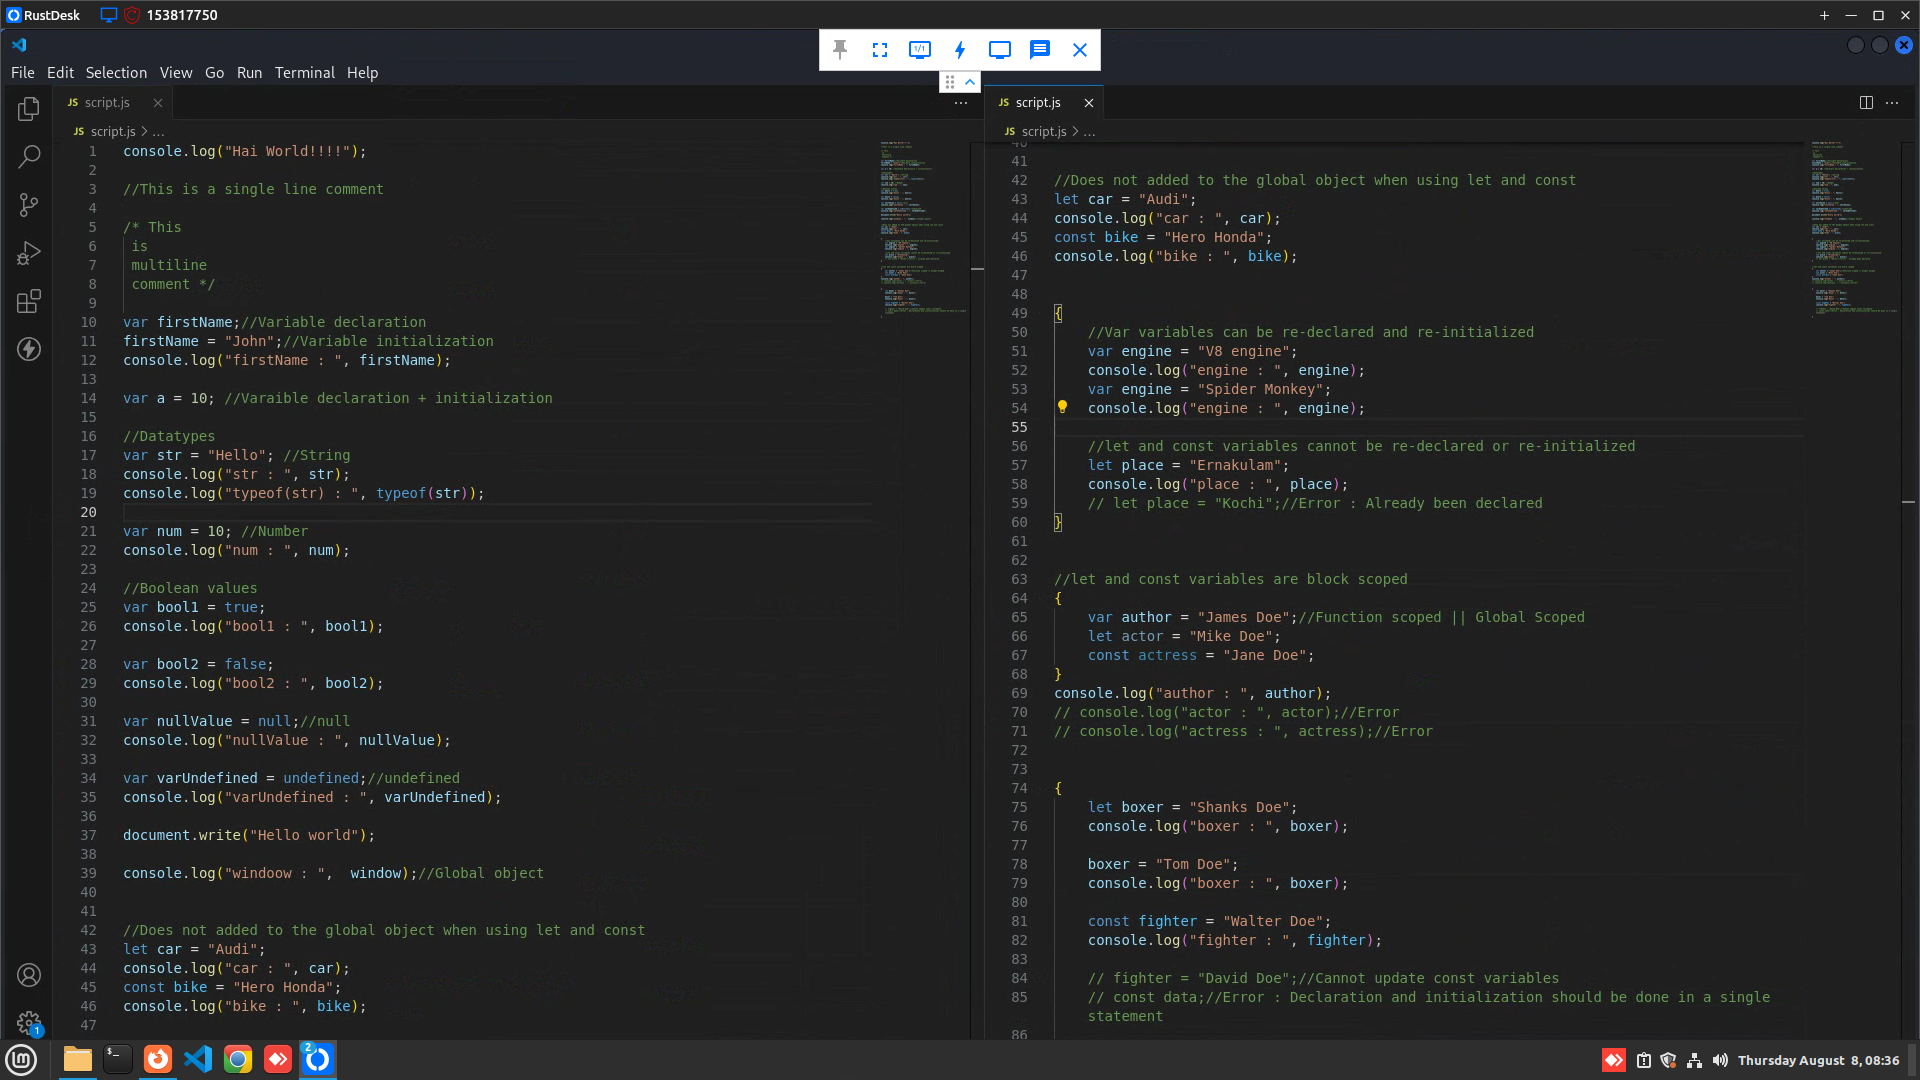 RustDesk 153817750
File Edit Selection View Go Run Terminal Help
JS script.js
JS script.js > ...
1 console.log("Hai World!!!!");
2
3 //This is a single line comment
4
5 /* This
6 is
7 multiline
8 comment */
9
10 var firstName;//Variable declaration
11 firstName = "John";//Variable initialization
12 console.log("firstName : ", firstName);
13
14 var a = 10; //Varaible declaration + initialization
15
16 //Datatypes
17 var str = "Hello"; //String
18 console.log("str : ", str);
19 console.log("typeof(str) : ", typeof(str));
20
21 var num = 10; //Number
22 console.log("num : ", num);
23
24 //Boolean values
25 var bool1 = true;
26 console.log("bool1 : ", bool1);
27
28 var bool2 = false;
29 console.log("bool2 : ", bool2);
30
31 var nullValue = null;//null
32 console.log("nullValue : ", nullValue);
33
34 var varUndefined = undefined;//undefined
35 console.log("varUndefined : ", varUndefined);
36
37 document.write("Hello world");
38
39 console.log("windoow : ",  window);//Global object
40
41
42 //Does not added to the global object when using let and const
43 let car = "Audi";
44 console.log("car : ", car);
45 const bike = "Hero Honda";
46 console.log("bike : ", bike);
47
JS script.js
JS script.js > ...
40
41
42 //Does not added to the global object when using let and const
43 let car = "Audi";
44 console.log("car : ", car);
45 const bike = "Hero Honda";
46 console.log("bike : ", bike);
47
48
49 {
50 //Var variables can be re-declared and re-initialized
51 var engine = "V8 engine";
52 console.log("engine : ", engine);
53 var engine = "Spider Monkey";
54 console.log("engine : ", engine);
55
56 //let and const variables cannot be re-declared or re-initialized
57 let place = "Ernakulam";
58 console.log("place : ", place);
59 // let place = "Kochi";//Error : Already been declared
60 }
61
62
63 //let and const variables are block scoped
64 {
65 var author = "James Doe";//Function scoped || Global Scoped
66 let actor = "Mike Doe";
67 const actress = "Jane Doe";
68 }
69 console.log("author : ", author);
70 // console.log("actor : ", actor);//Error
71 // console.log("actress : ", actress);//Error
72
73
74 {
75 let boxer = "Shanks Doe";
76 console.log("boxer : ", boxer);
77
78 boxer = "Tom Doe";
79 console.log("boxer : ", boxer);
80
81 const fighter = "Walter Doe";
82 console.log("fighter : ", fighter);
83
84 // fighter = "David Doe";//Cannot update const variables
85 // const data;//Error : Declaration and initialization should be done in a single
statement
86
1
2
Thursday August 8, 08:36